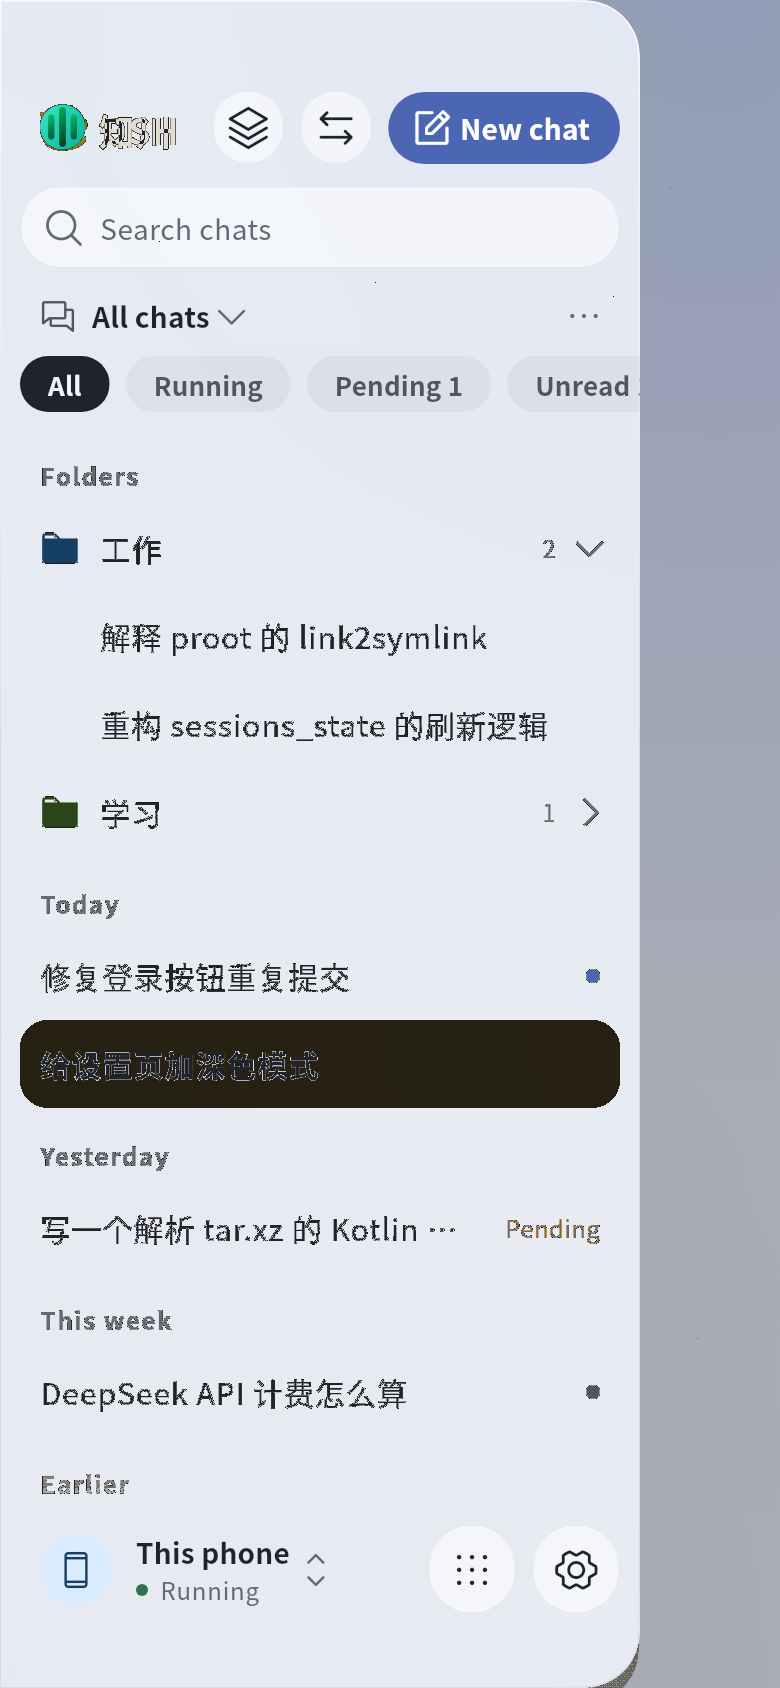 New chat
Search chats
All chats
All
Running
Pending 1
Unread
Folders
工作
2
解释 proot 的 link2symlink
重构 sessions_state 的刷新逻辑
学习
1
Today
修复登录按钮重复提交
给设置页加深色模式
Yesterday
写一个解析 tar.xz 的 Kotlin ⋯
Pending
This week
DeepSeek API 计费怎么算
Earlier
This phone
Running